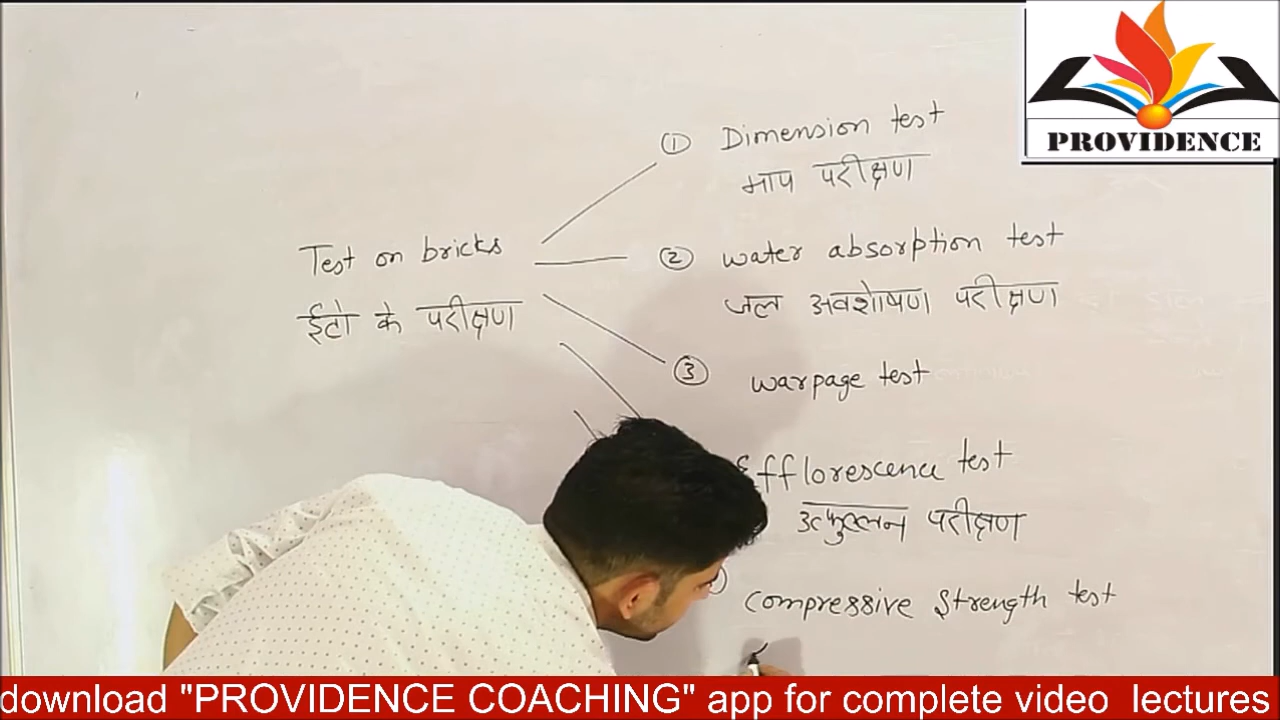 PROVIDENCE
① Dimension test
माप परीक्षण
Test on bricks
ईटो के परीक्षण
② water absorption test
जल अवशोषण परीक्षण
③ warpage test
Efflorescence test
उत्फुल्लन परीक्षण
compressive strength test
download "PROVIDENCE COACHING" app for complete video lectures